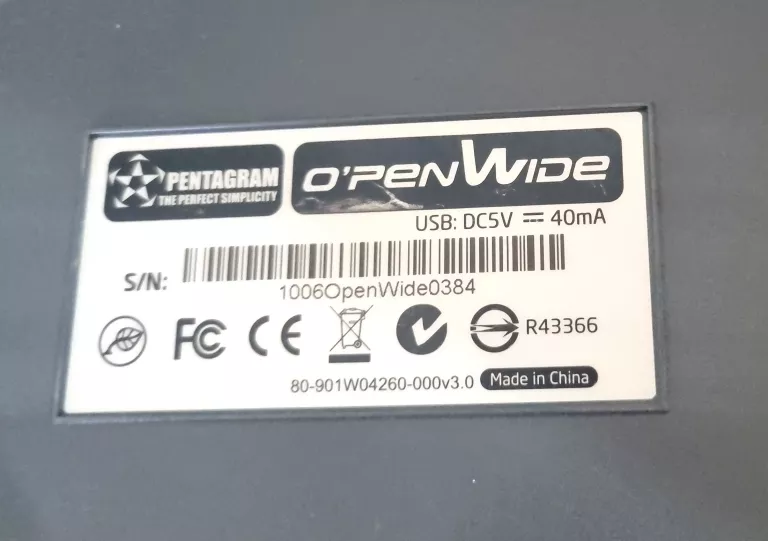 PENTAGRAM
THE PERFECT SIMPLICITY
O'PENWIDE
USB: DC5V ⎓ 40mA
S/N:
1006OpenWide0384
FC CE R43366
80-901W04260-000v3.0 Made in China